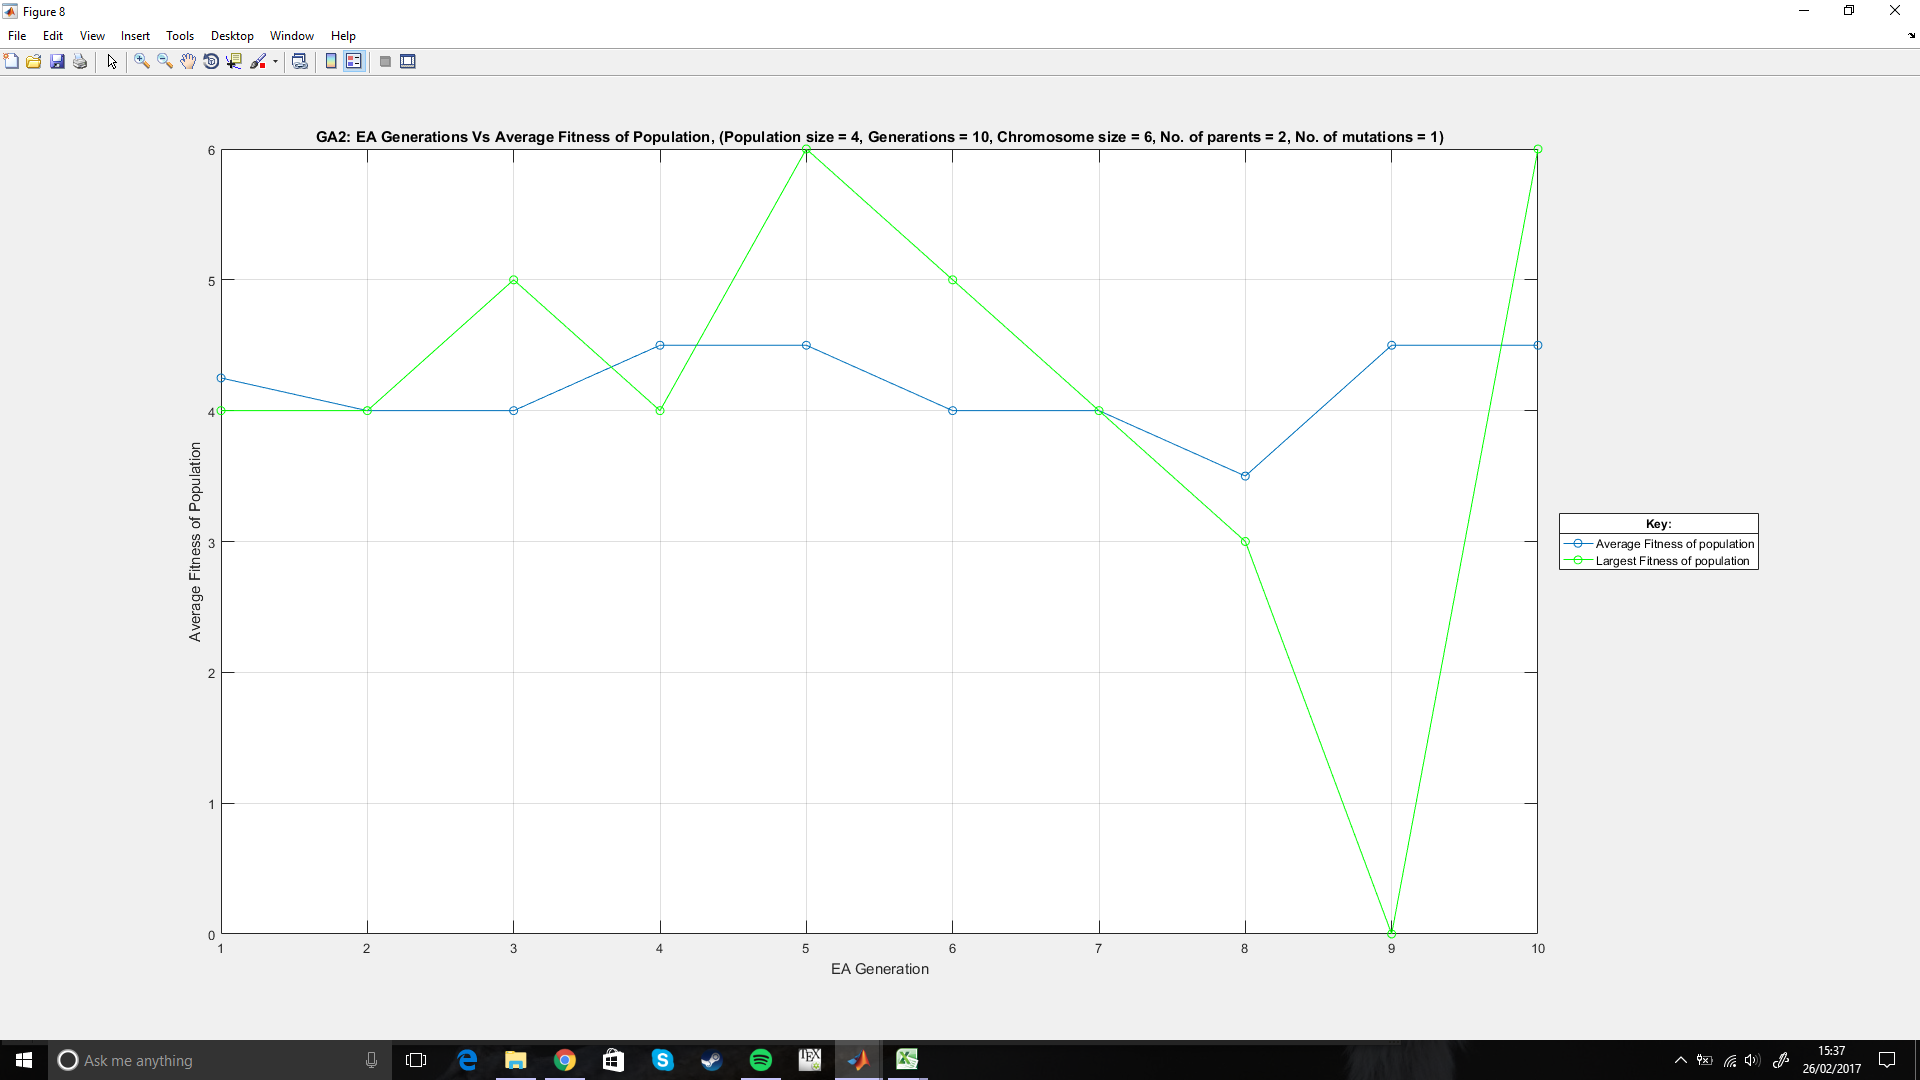 Figure 8
File Edit View Insert Tools Desktop Window Help
GA2: EA Generations Vs Average Fitness of Population, (Population size = 4, Generations = 10, Chromosome size = 6, No. of parents = 2, No. of mutations = 1)
6
5
4
3
2
1
0
Average Fitness of Population
1 2 3 4 5 6 7 8 9 10
EA Generation
Key:
Average Fitness of population
Largest Fitness of population
Ask me anything
TEX
15:37
26/02/2017